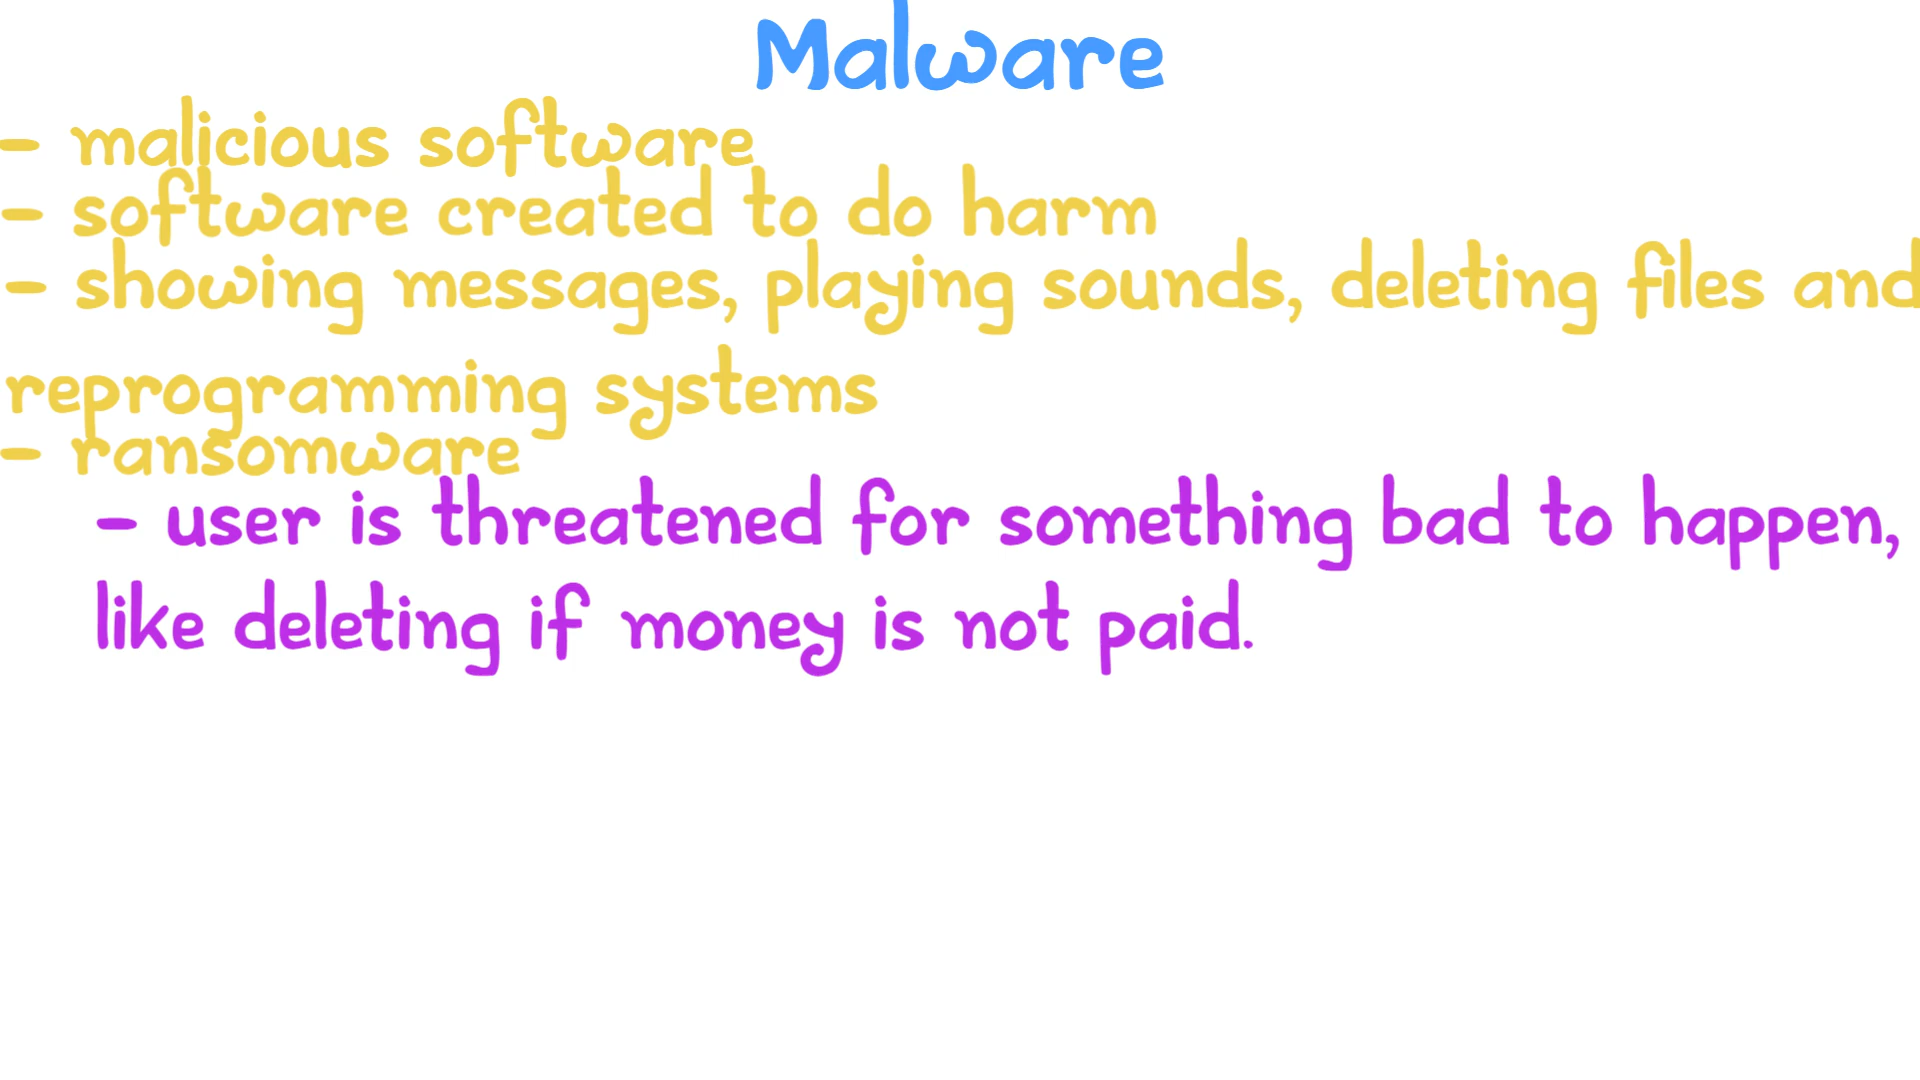 Malware
- malicious software
- software created to do harm
- showing messages, playing sounds, deleting files and
reprogramming systems
- ransomware
- user is threatened for something bad to happen,
like deleting if money is not paid.